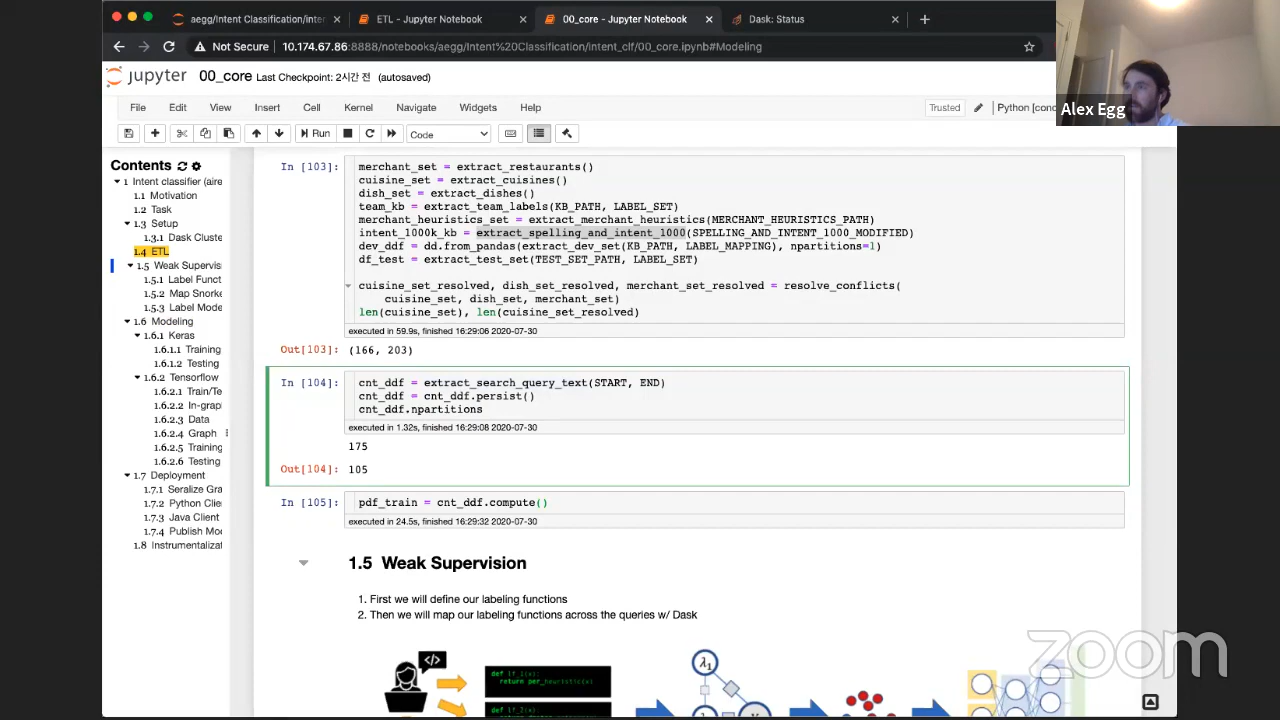 aegg/Intent Classification/inter
ETL - Jupyter Notebook
00_core - Jupyter Notebook
Dask: Status
Not Secure
10.174.67.86:8888/notebooks/aegg/Intent%20Classification/intent_clf/00_core.ipynb#Modeling
Alex Egg
jupyter
00_core Last Checkpoint: 2시간 전 (autosaved)
File Edit View Insert Cell Kernel Navigate Widgets Help
Trusted
Python [cond
Run
Code
Contents
1 Intent classifier (aire
1.1 Motivation
1.2 Task
1.3 Setup
1.3.1 Dask Cluste
1.4 ETL
1.5 Weak Supervis
1.5.1 Label Funct
1.5.2 Map Snorke
1.5.3 Label Mode
1.6 Modeling
1.6.1 Keras
1.6.1.1 Training
1.6.1.2 Testing
1.6.2 Tensorflow
1.6.2.1 Train/Te
1.6.2.2 In-grap
1.6.2.3 Data
1.6.2.4 Graph
1.6.2.5 Training
1.6.2.6 Testing
1.7 Deployment
1.7.1 Seralize Gra
1.7.2 Python Clie
1.7.3 Java Client
1.7.4 Publish Mo
1.8 Instrumentaliza
In [103]:
merchant_set = extract_restaurants()
cuisine_set = extract_cuisines()
dish_set = extract_dishes()
team_kb = extract_team_labels(KB_PATH, LABEL_SET)
merchant_heuristics_set = extract_merchant_heuristics(MERCHANT_HEURISTICS_PATH)
intent_1000k_kb = extract_spelling_and_intent_1000(SPELLING_AND_INTENT_1000_MODIFIED)
dev_ddf = dd.from_pandas(extract_dev_set(KB_PATH, LABEL_MAPPING), npartitions=1)
df_test = extract_test_set(TEST_SET_PATH, LABEL_SET)
cuisine_set_resolved, dish_set_resolved, merchant_set_resolved = resolve_conflicts(
cuisine_set, dish_set, merchant_set)
len(cuisine_set), len(cuisine_set_resolved)
executed in 59.9s, finished 16:29:06 2020-07-30
Out[103]: (166, 203)
In [104]:
cnt_ddf = extract_search_query_text(START, END)
cnt_ddf = cnt_ddf.persist()
cnt_ddf.npartitions
executed in 1.32s, finished 16:29:08 2020-07-30
175
Out[104]: 105
In [105]:
pdf_train = cnt_ddf.compute()
executed in 24.5s, finished 16:29:32 2020-07-30
1.5 Weak Supervision
1. First we will define our labeling functions
2. Then we will map our labeling functions across the queries w/ Dask
</> 
def lf_1(x):
return per_heuristic(x)
λ1
zoom